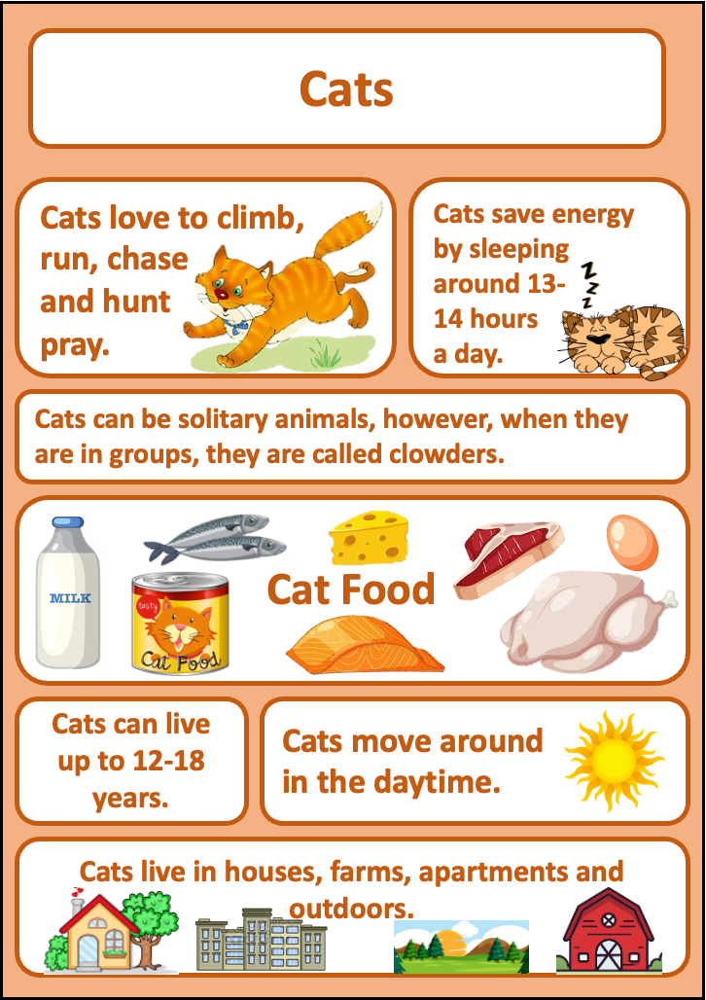 Cats
Cats love to climb,
run, chase
and hunt
pray.
Cats save energy
by sleeping
around 13-
14 hours
a day.
z
z
z
Cats can be solitary animals, however, when they
are in groups, they are called clowders.
MILK
tasty
Cat Food
Cat Food
Cats can live
up to 12-18
years.
Cats move around
in the daytime.
Cats live in houses, farms, apartments and
outdoors.